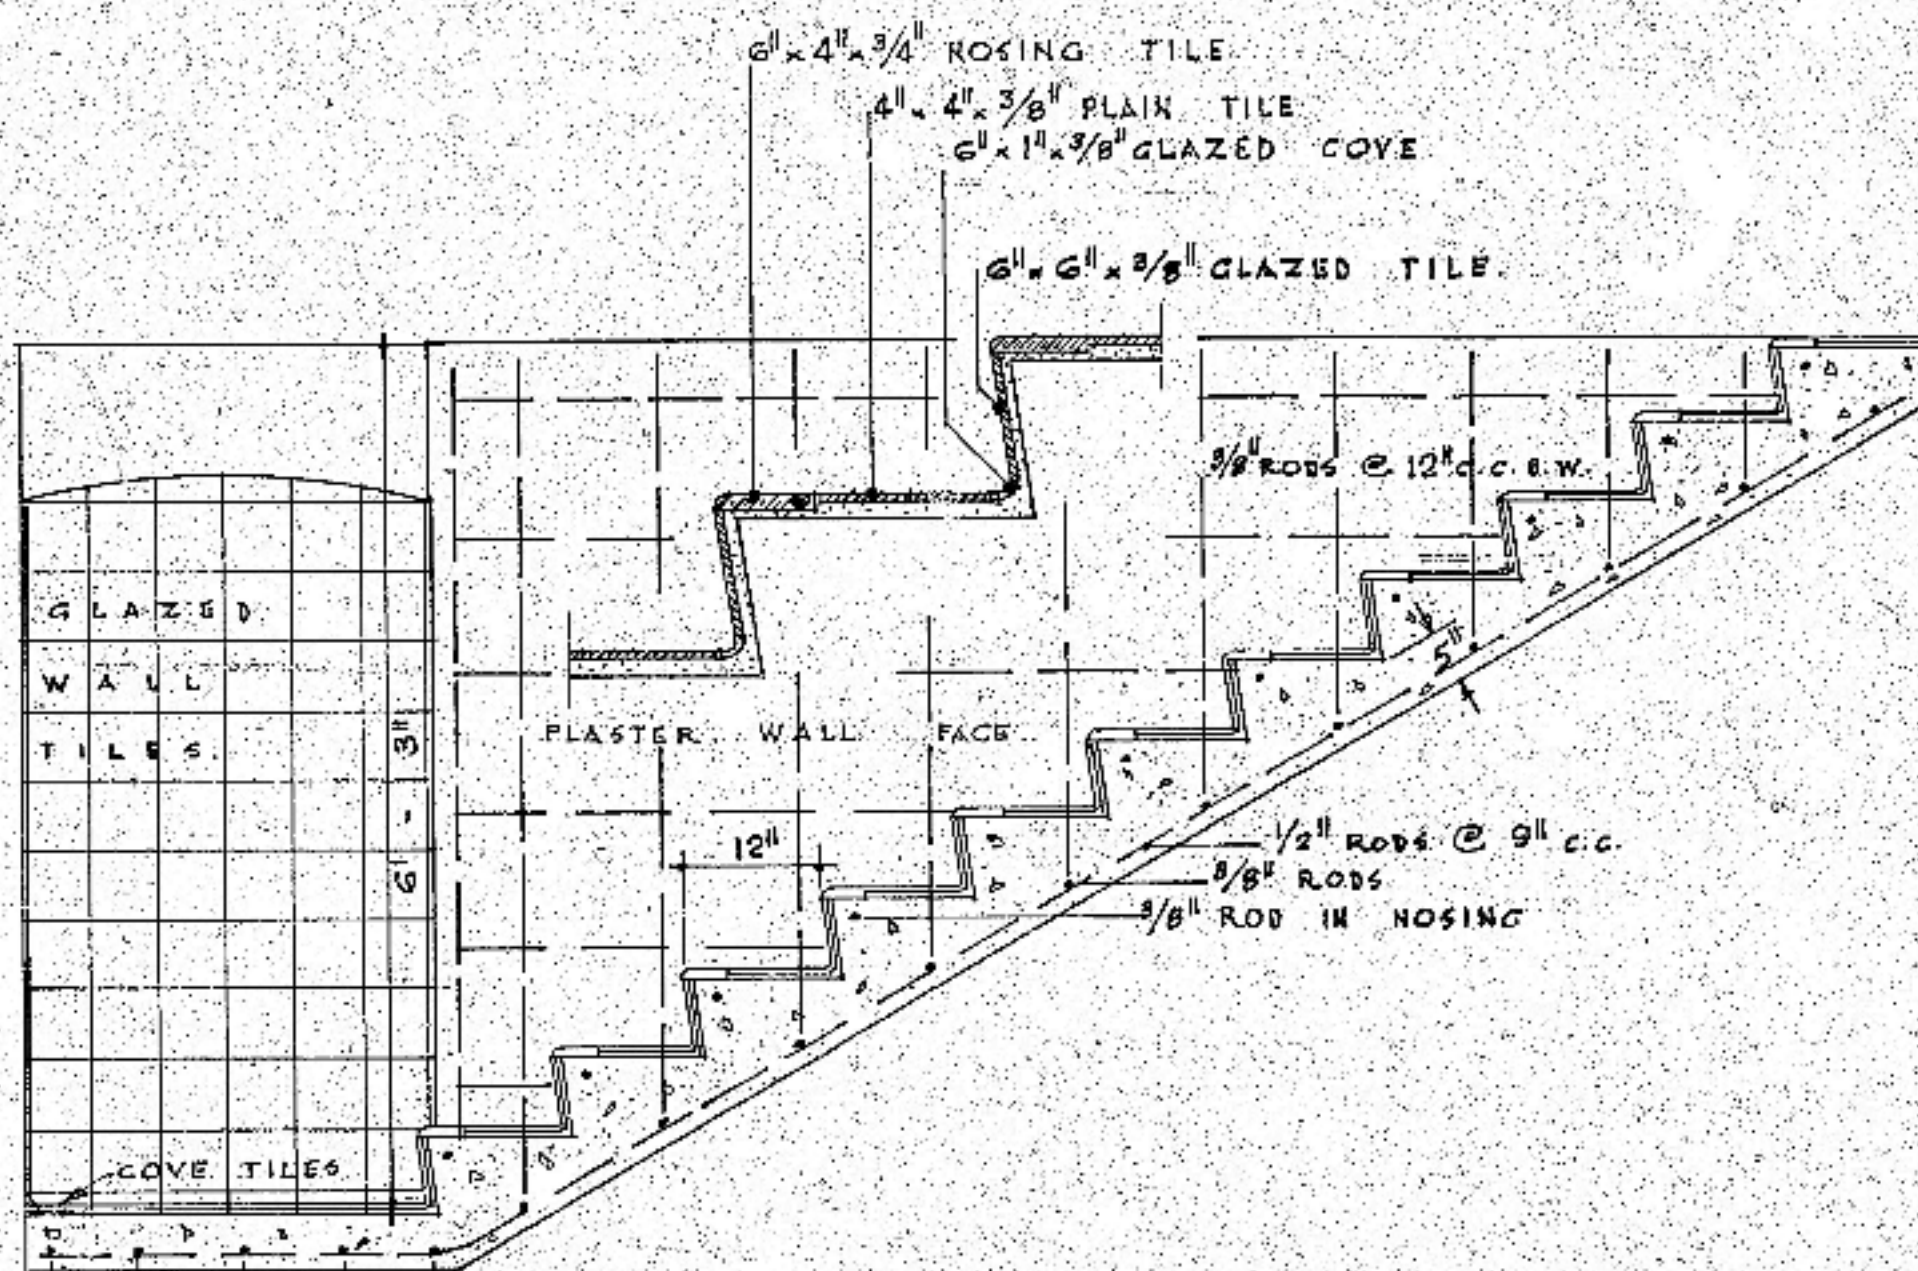 6" x 4" x 3/4" NOSING TILE
4" x 4" x 3/8" PLAIN TILE
6" x 1" x 3/8" GLAZED COVE
6" x 6" x 3/8" GLAZED TILE.
3/8" RODS @ 12" C.C. E.W.
GLAZED
WALL
TILES.
6'-3"
PLASTER WALL FACE
5"
12"
1/2" RODS @ 9" C.C.
3/8" RODS
3/8" ROD IN NOSING
COVE TILES